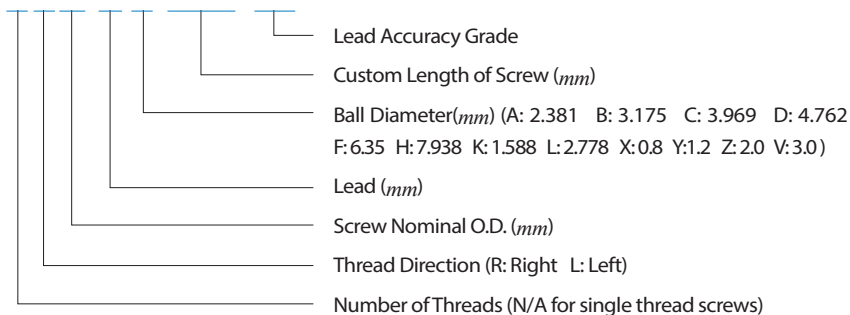 Lead Accuracy Grade
Custom Length of Screw (mm)
Ball Diameter(mm) (A: 2.381 B: 3.175 C: 3.969 D: 4.762
F: 6.35 H: 7.938 K: 1.588 L: 2.778 X: 0.8 Y:1.2 Z: 2.0 V: 3.0 )
Lead (mm)
Screw Nominal O.D. (mm)
Thread Direction (R: Right L: Left)
Number of Threads (N/A for single thread screws)